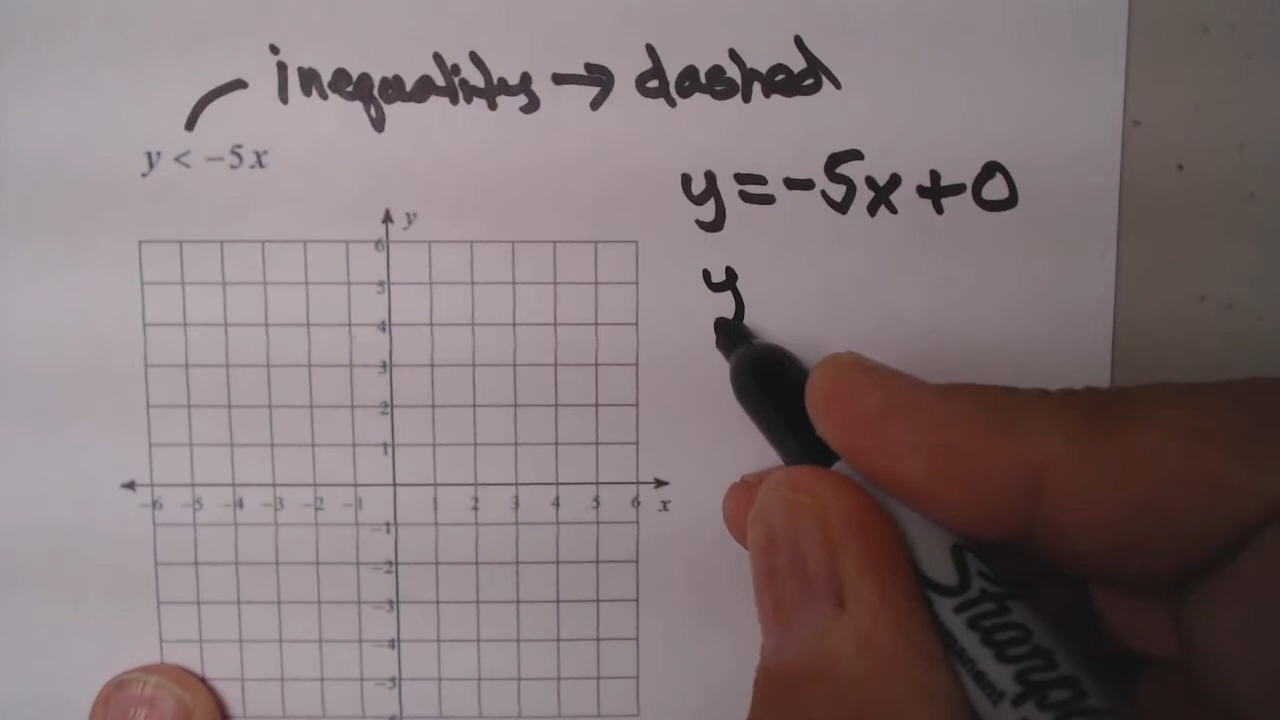 inequalities → dashed
y < −5x
y=-5x+0
y
y
6
5
4
3
2
1
−6 −5 −4 −3 −2 −1 1 2 3 4 5 6 x
−1
−2
−3
−4
−5
Sharpie